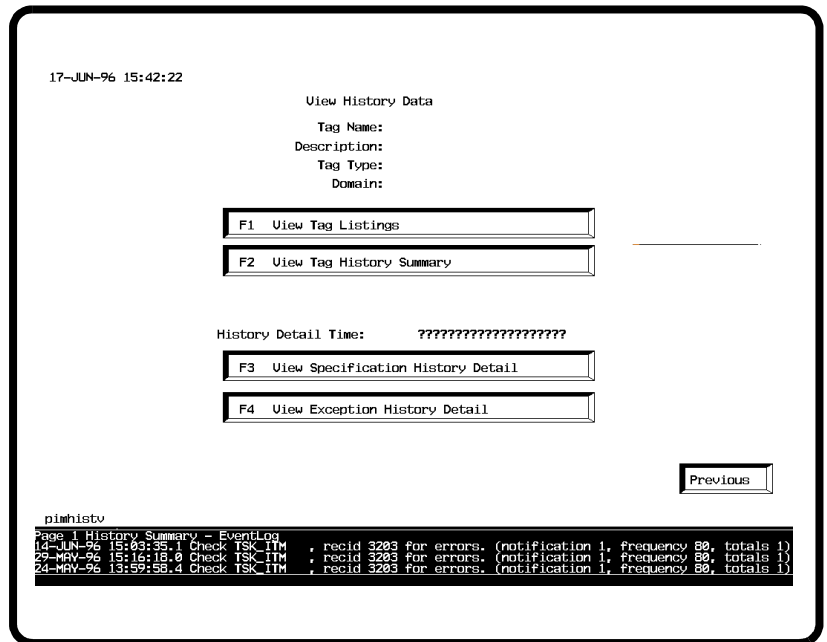 17-JUN-96 15:42:22
View History Data
Tag Name:
Description:
Tag Type:
Domain:
F1 View Tag Listings
F2 View Tag History Summary
History Detail Time: ????????????????????
F3 View Specification History Detail
F4 View Exception History Detail
Previous
pimhistv
Page 1 History Summary - EventLog
14-JUN-96 15:03:35.1 Check TSK_ITM , recid 3203 for errors. (notification 1, frequency 80, totals 1)
29-MAY-96 15:16:18.0 Check TSK_ITM , recid 3203 for errors. (notification 1, frequency 80, totals 1)
24-MAY-96 13:59:58.4 Check TSK_ITM , recid 3203 for errors. (notification 1, frequency 80, totals 1)